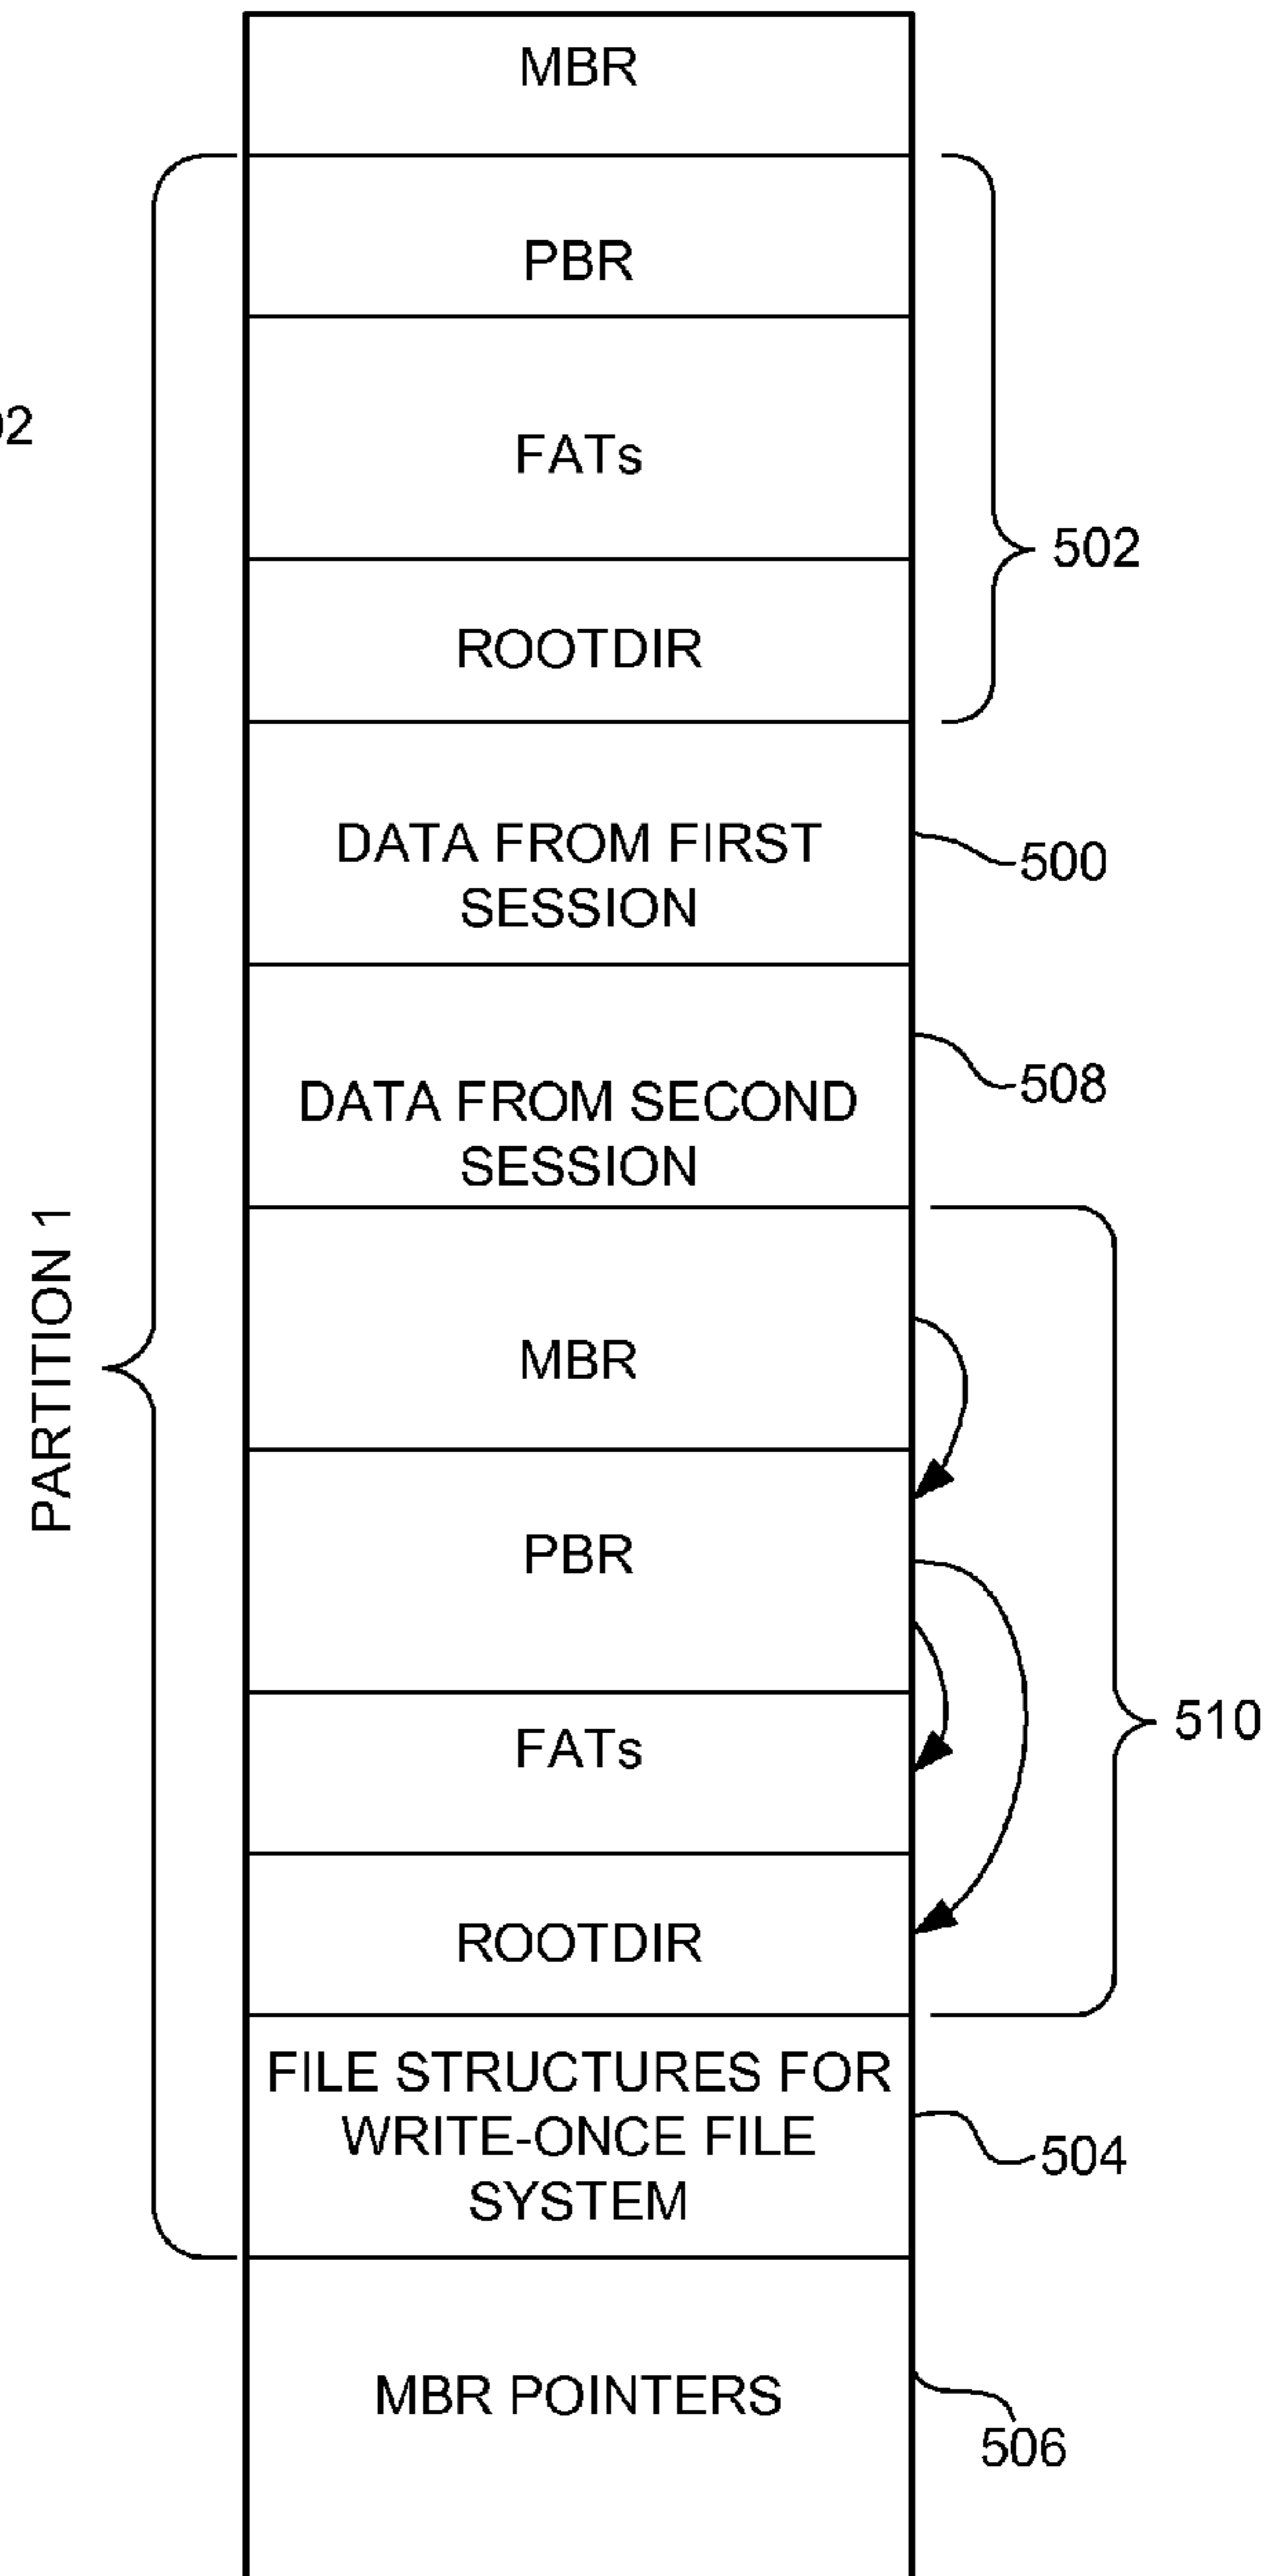 MBR
PBR
FATs
ROOTDIR
502
DATA FROM FIRST
SESSION
500
DATA FROM SECOND
SESSION
508
PARTITION 1
MBR
PBR
FATs
ROOTDIR
510
FILE STRUCTURES FOR
WRITE-ONCE FILE
SYSTEM
504
MBR POINTERS
506